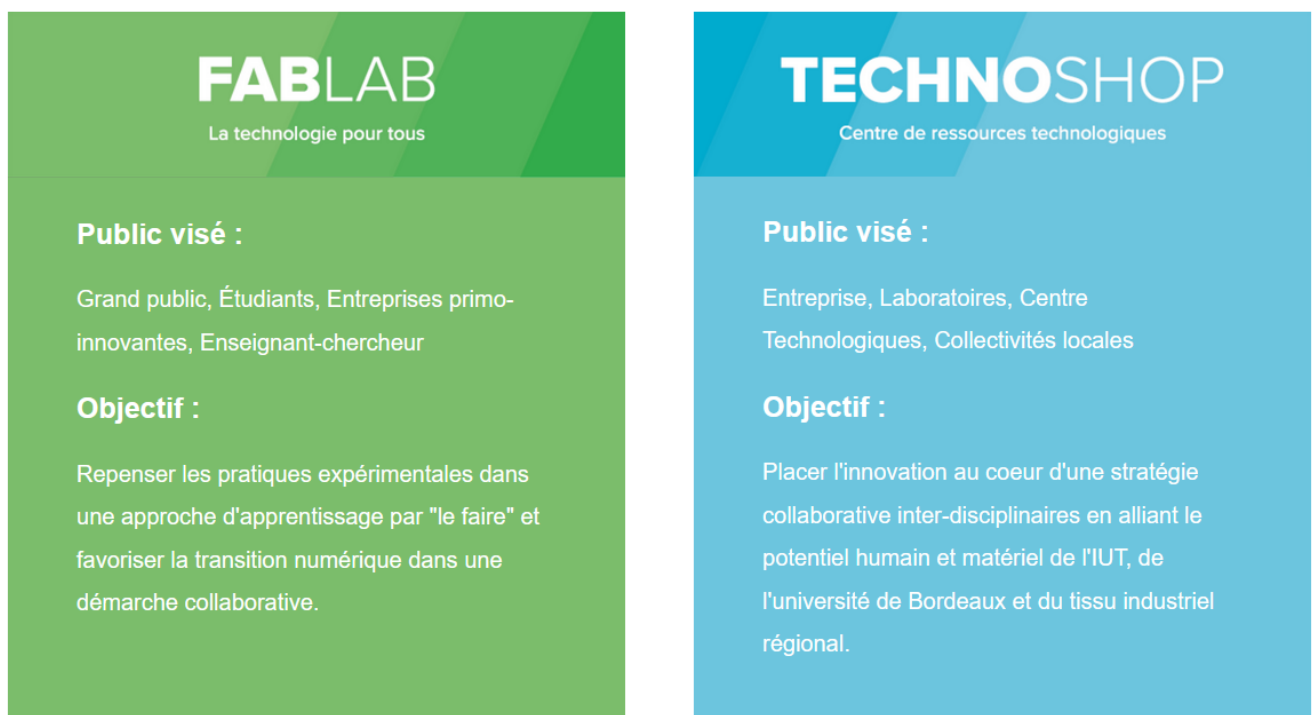 FABLAB
La technologie pour tous
Public visé :
Grand public, Étudiants, Entreprises primo-
innovantes, Enseignant-chercheur
Objectif :
Repenser les pratiques expérimentales dans
une approche d'apprentissage par "le faire" et
favoriser la transition numérique dans une
démarche collaborative.
TECHNOSHOP
Centre de ressources technologiques
Public visé :
Entreprise, Laboratoires, Centre
Technologiques, Collectivités locales
Objectif :
Placer l'innovation au coeur d'une stratégie
collaborative inter-disciplinaires en alliant le
potentiel humain et matériel de l'IUT, de
l'université de Bordeaux et du tissu industriel
régional.